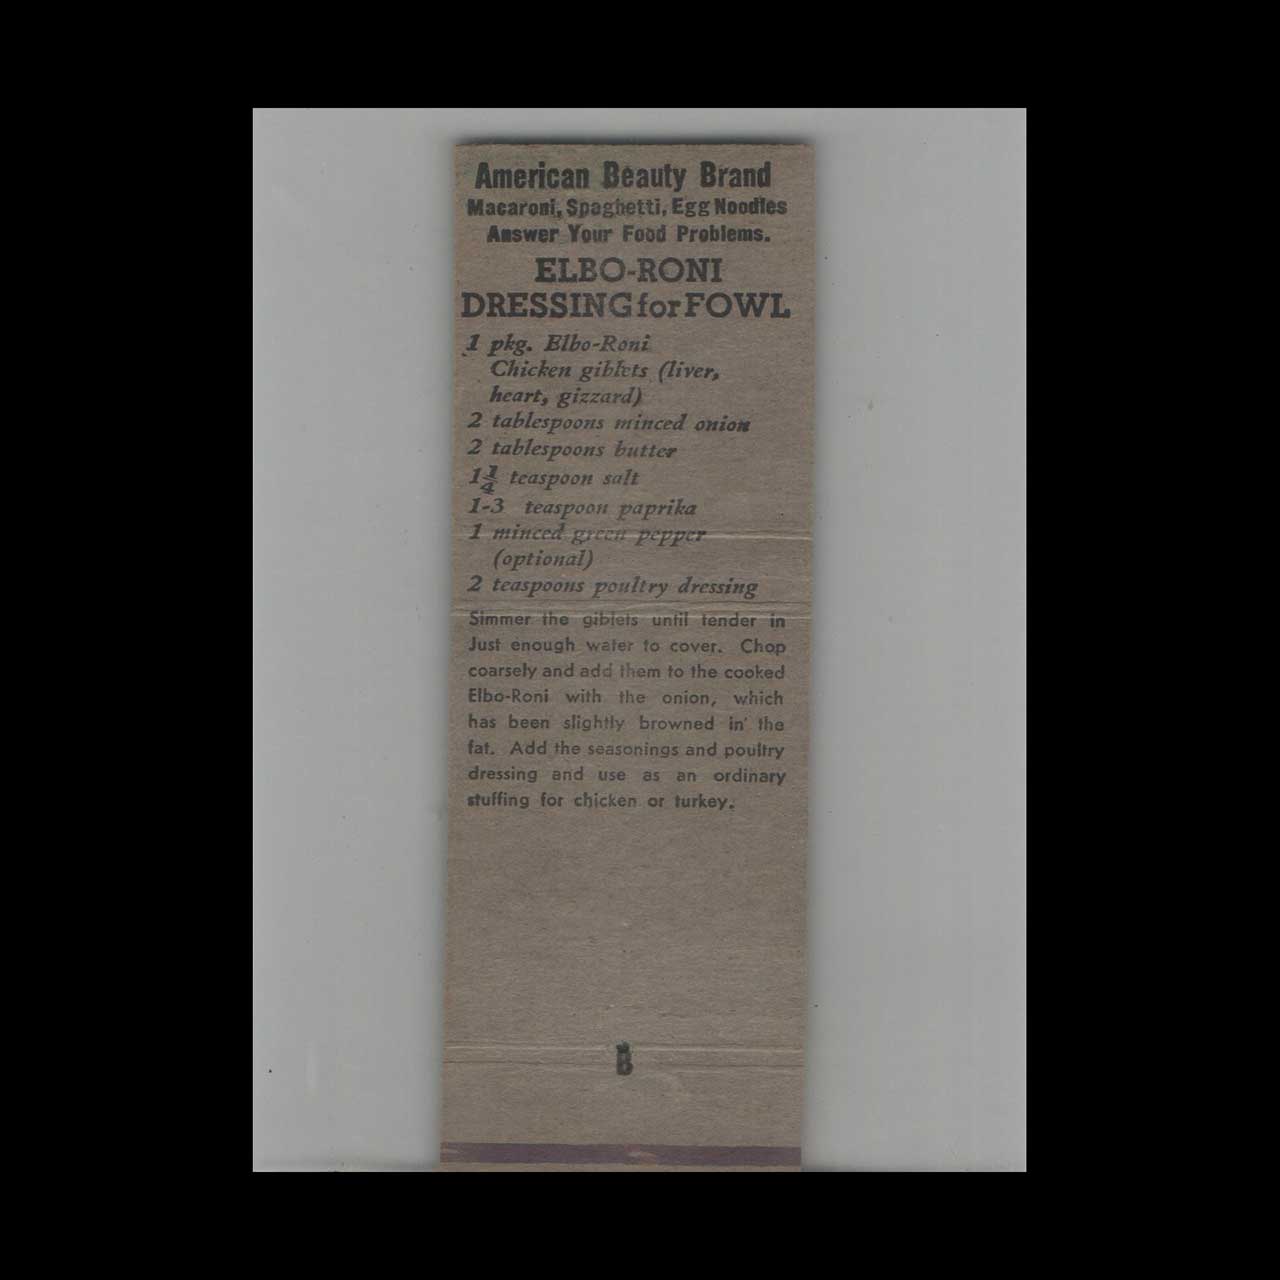 American Beauty Brand
Macaroni, Spaghetti, Egg Noodles
Answer Your Food Problems.
ELBO-RONI
DRESSING for FOWL
1 pkg. Elbo-Roni
Chicken giblets (liver,
heart, gizzard)
2 tablespoons minced onion
2 tablespoons butter
1¼ teaspoon salt
1-3 teaspoon paprika
1 minced green pepper
(optional)
2 teaspoons poultry dressing
Simmer the giblets until tender in
Just enough water to cover. Chop
coarsely and add them to the cooked
Elbo-Roni with the onion, which
has been slightly browned in' the
fat. Add the seasonings and poultry
dressing and use as an ordinary
stuffing for chicken or turkey.
B